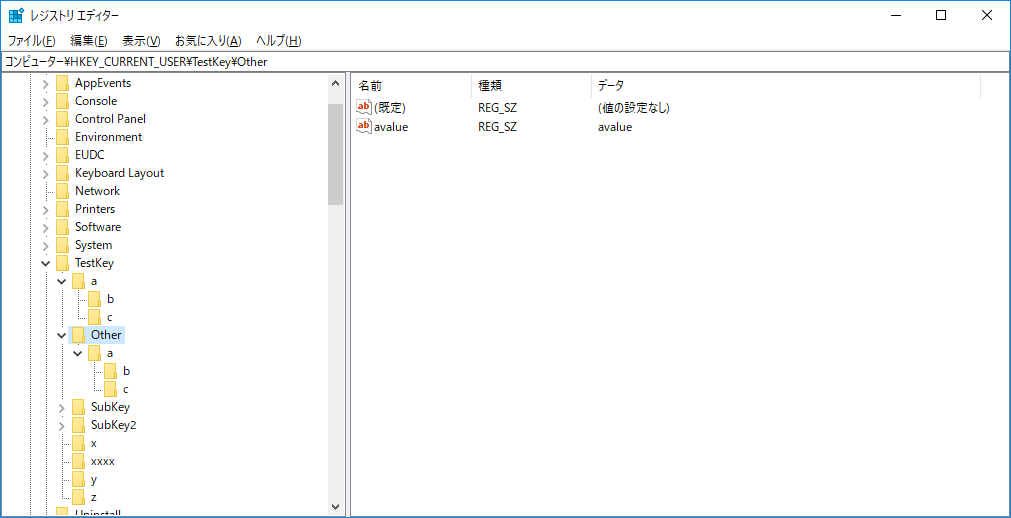 レジストリ エディター
ファイル(F) 編集(E) 表示(V) お気に入り(A) ヘルプ(H)
コンピューター¥HKEY_CURRENT_USER¥TestKey¥Other
AppEvents
Console
Control Panel
Environment
EUDC
Keyboard Layout
Network
Printers
Software
System
TestKey
a
b
c
Other
a
b
c
SubKey
SubKey2
x
xxxx
y
z
Uninstall
名前 種類 データ
ab (既定) REG_SZ (値の設定なし)
ab avalue REG_SZ avalue